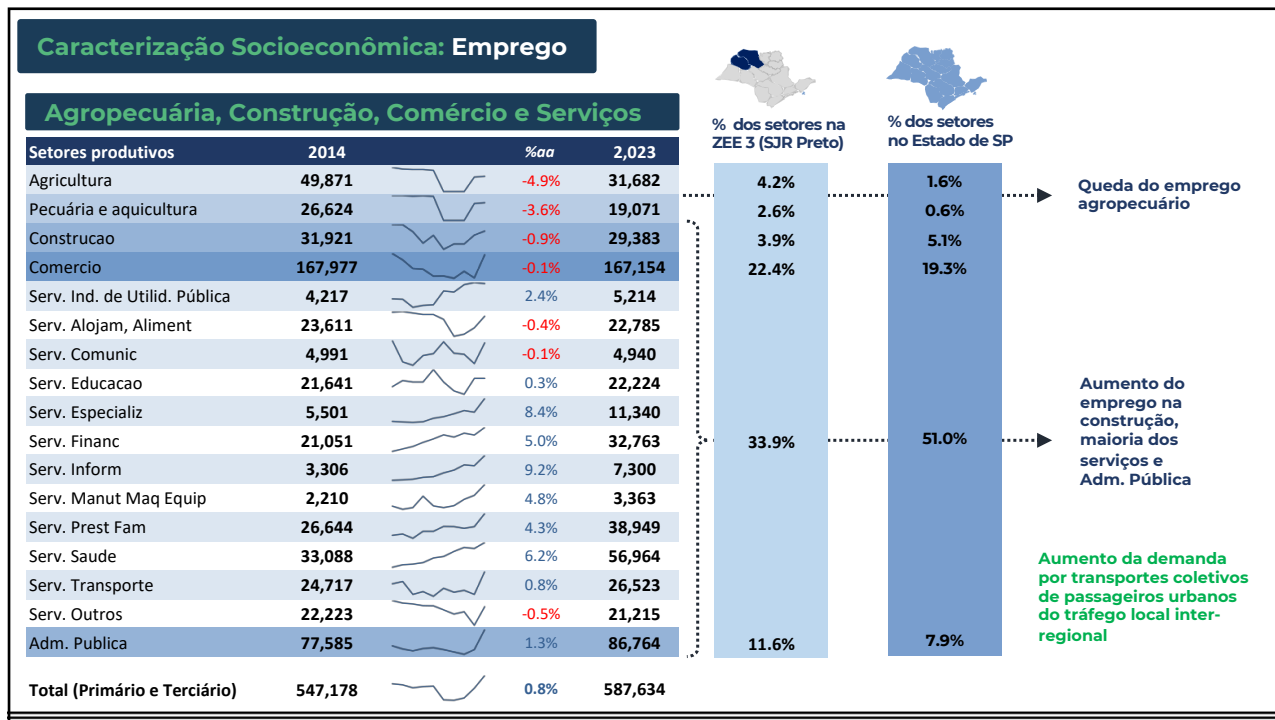 Caracterização Socioeconômica: Emprego
Agropecuária, Construção, Comércio e Serviços
% dos setores na
ZEE 3 (SJR Preto)
% dos setores
no Estado de SP
Setores produtivos 2014 %aa 2,023
Agricultura 49,871 -4.9% 31,682 4.2% 1.6%
Pecuária e aquicultura 26,624 -3.6% 19,071 2.6% 0.6%
Construcao 31,921 -0.9% 29,383 3.9% 5.1%
Comercio 167,977 -0.1% 167,154 22.4% 19.3%
Serv. Ind. de Utilid. Pública 4,217 2.4% 5,214
Serv. Alojam, Aliment 23,611 -0.4% 22,785
Serv. Comunic 4,991 -0.1% 4,940
Serv. Educacao 21,641 0.3% 22,224
Serv. Especializ 5,501 8.4% 11,340
Serv. Financ 21,051 5.0% 32,763 33.9% 51.0%
Serv. Inform 3,306 9.2% 7,300
Serv. Manut Maq Equip 2,210 4.8% 3,363
Serv. Prest Fam 26,644 4.3% 38,949
Serv. Saude 33,088 6.2% 56,964
Serv. Transporte 24,717 0.8% 26,523
Serv. Outros 22,223 -0.5% 21,215
Adm. Publica 77,585 1.3% 86,764 11.6% 7.9%
Total (Primário e Terciário) 547,178 0.8% 587,634
Queda do emprego
agropecuário
Aumento do
emprego na
construção,
maioria dos
serviços e
Adm. Pública
Aumento da demanda
por transportes coletivos
de passageiros urbanos
do tráfego local inter-
regional